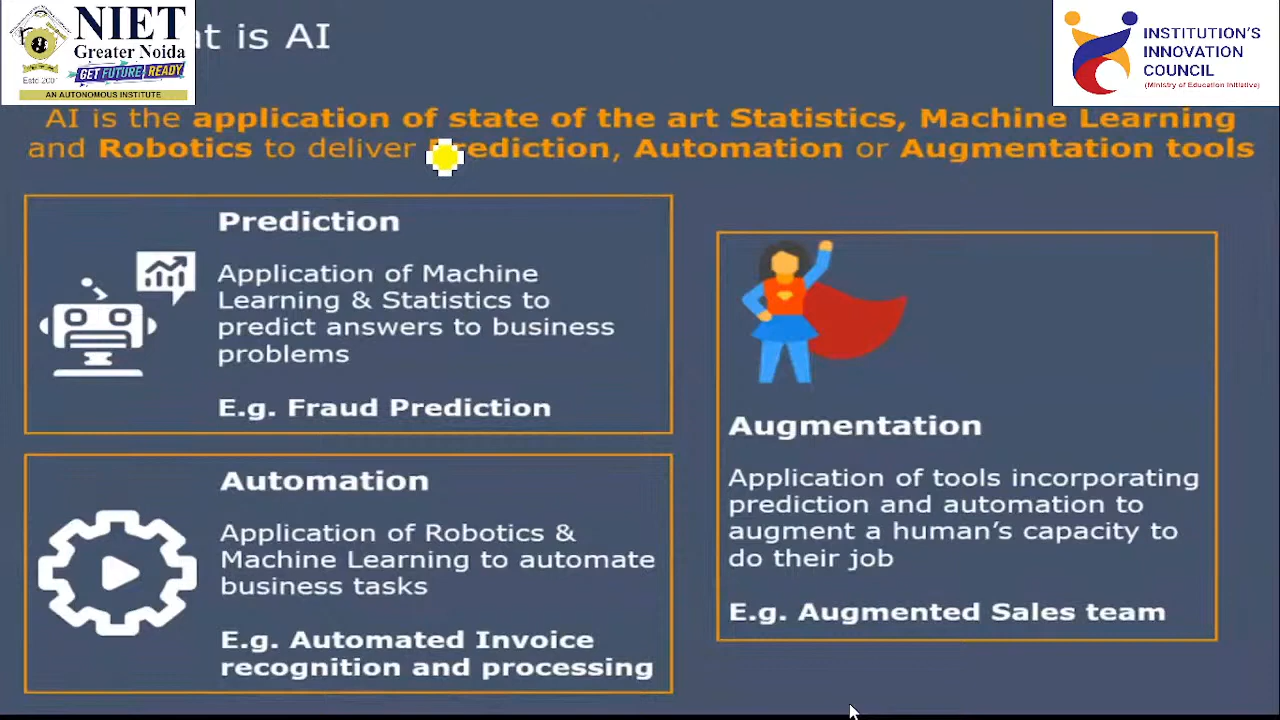 NIET
Greater Noida
GET FUTURE READY
AN AUTONOMOUS INSTITUTE
is AI
INSTITUTION'S
INNOVATION
COUNCIL
(Ministry of Education Initiative)
AI is the application of state of the art Statistics, Machine Learning
and Robotics to deliver Automation or Augmentation tools
Prediction
Application of Machine
Learning & Statistics to
predict answers to business
problems
E.g. Fraud Prediction
Automation
Application of Robotics &
Machine Learning to automate
business tasks
E.g. Automated Invoice
recognition and processing
Augmentation
Application of tools incorporating
prediction and automation to
augment a human’s capacity to
do their job
E.g. Augmented Sales team